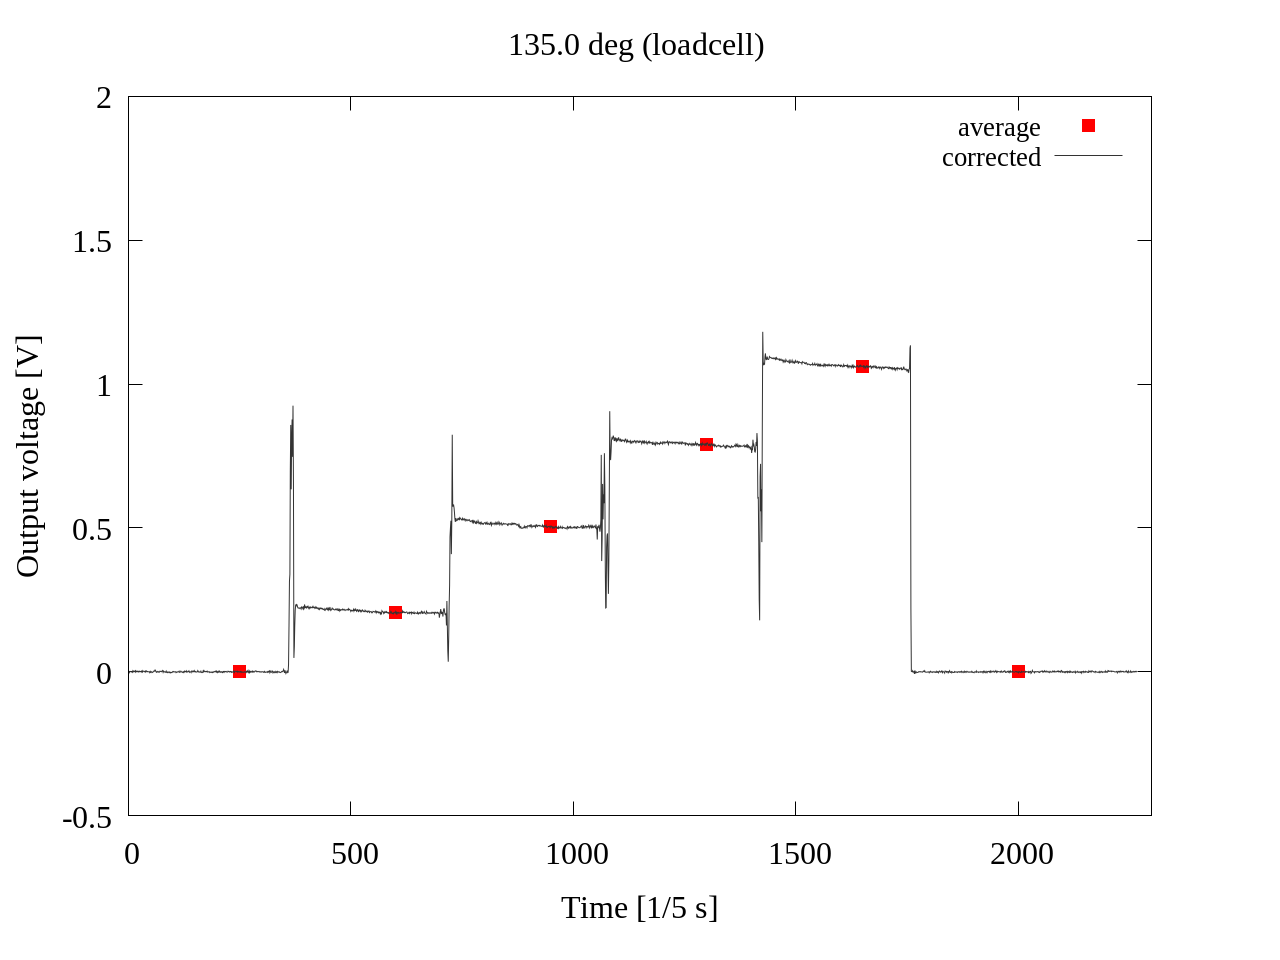 135.0 deg (loadcell)
average
corrected
2
1.5
1
0.5
0
-0.5
Output voltage [V]
0 500 1000 1500 2000
Time [1/5 s]